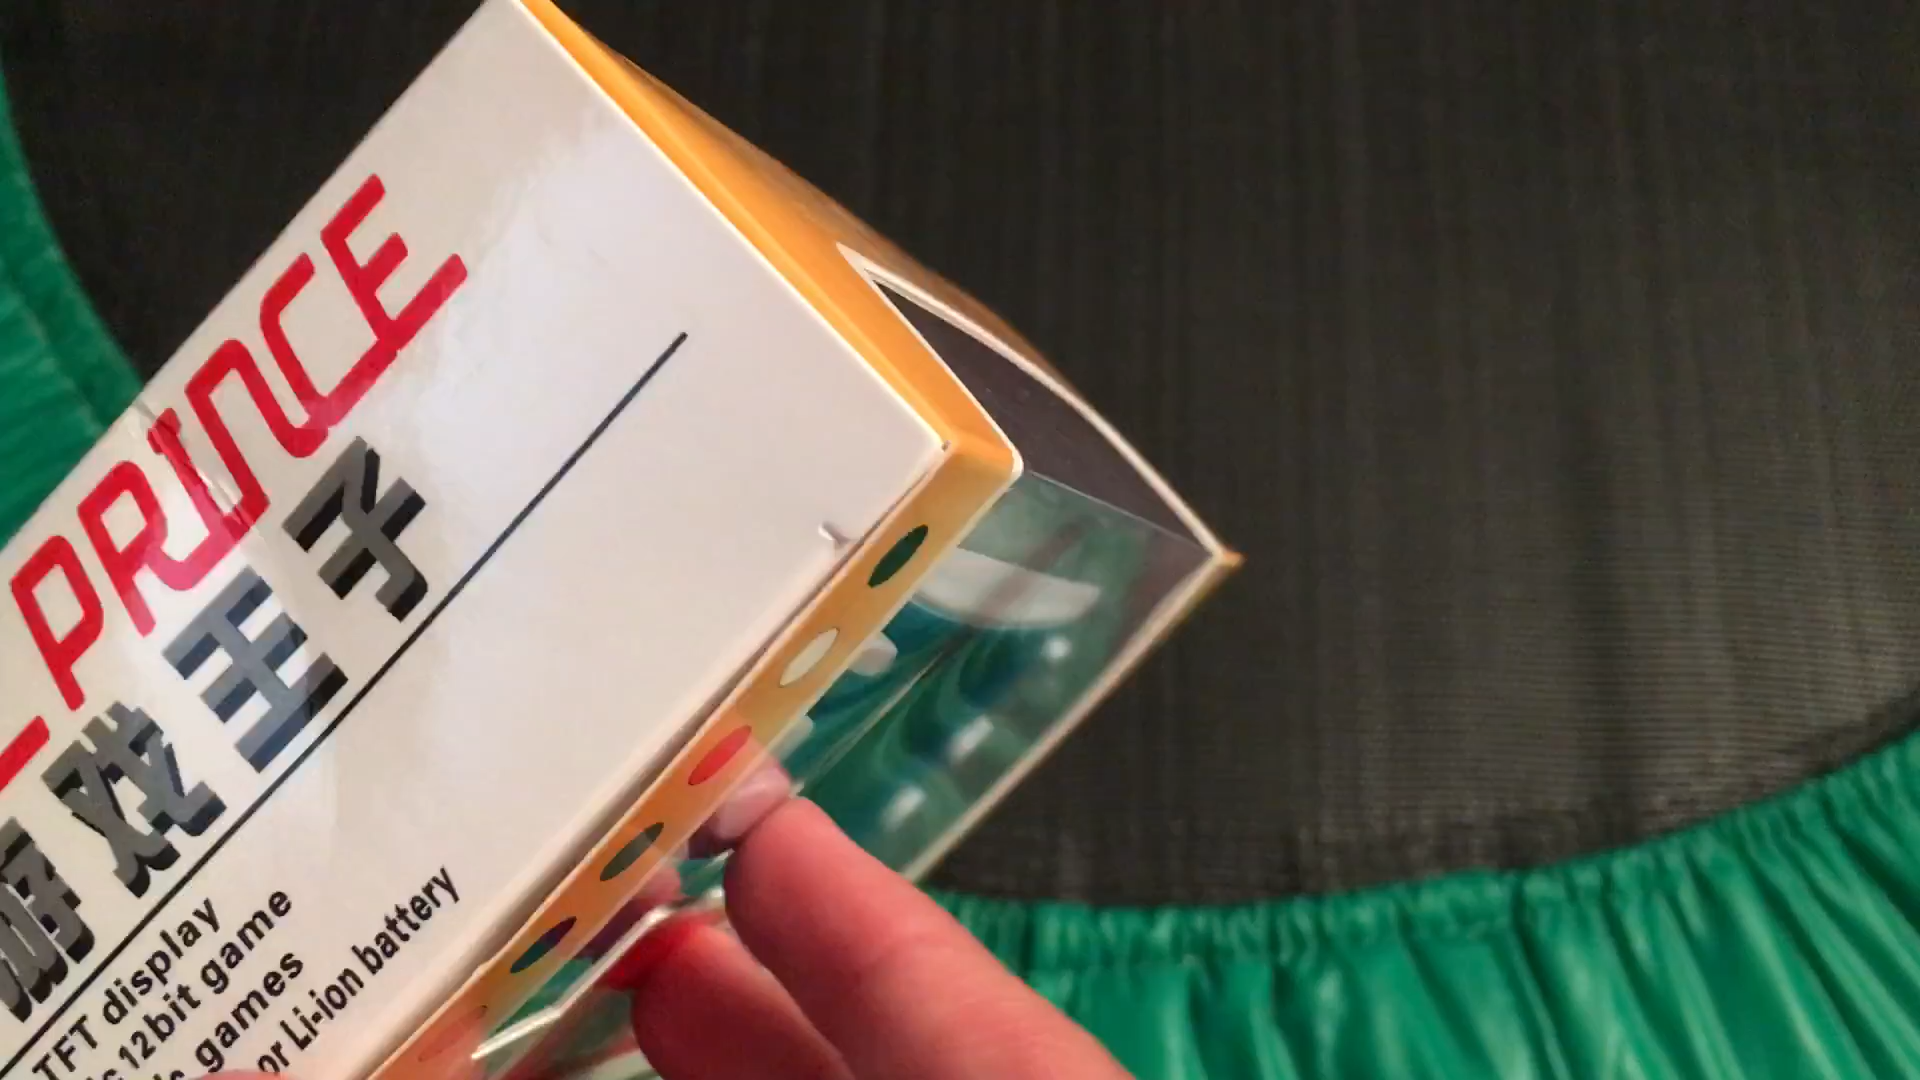 PRINCE
游戏王子
TFT display
12bit game
games
or Li-ion battery